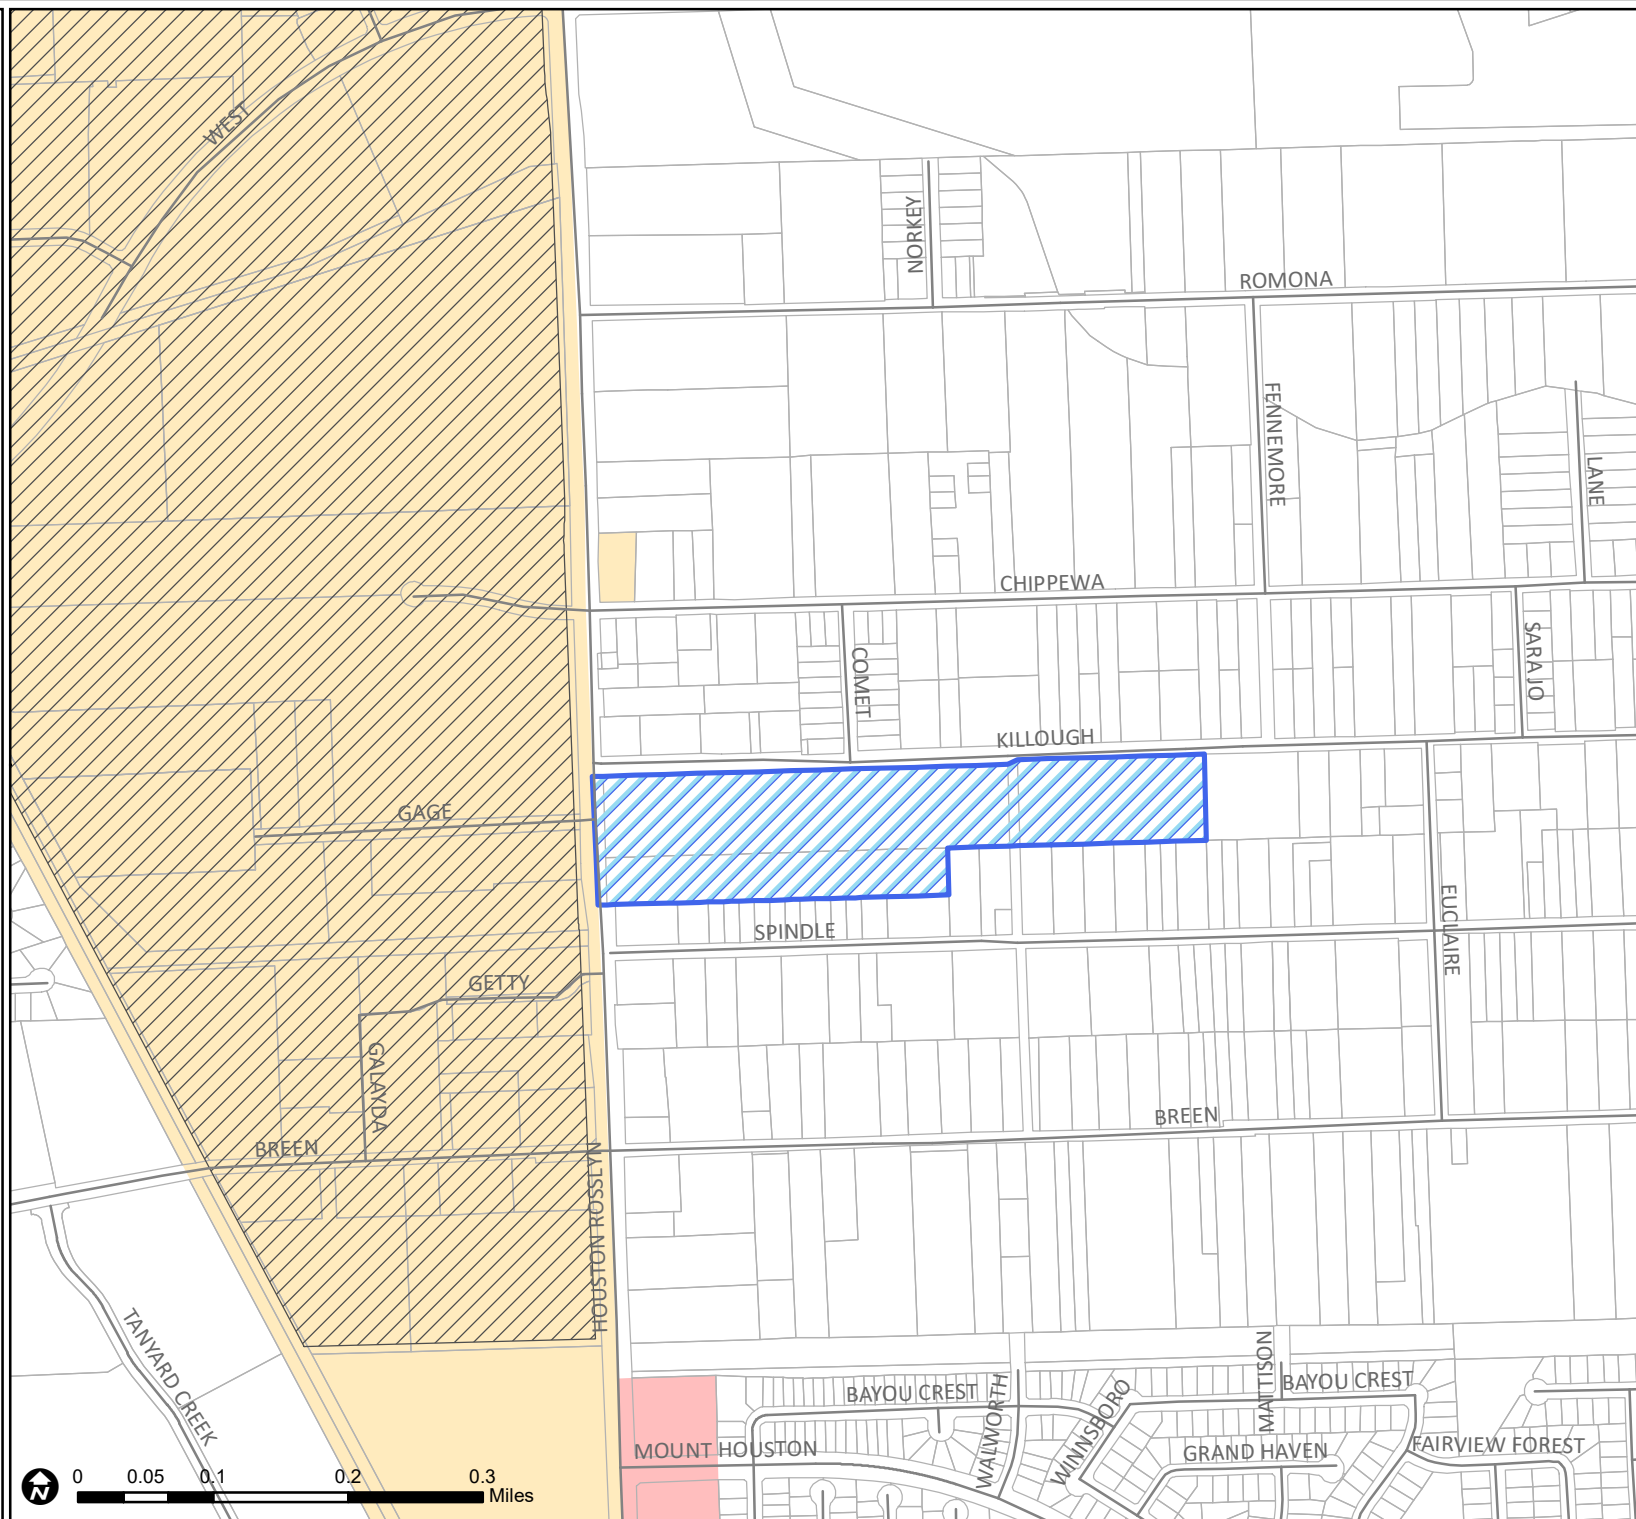 WEST
NORKEY
ROMONA
FENNEMORE
LANE
CHIPPEWA
COMET
SARA JO
KILLOUGH
GAGE
SPINDLE
EUCLAIRE
GETTY
GALAYDA
BREEN
BREEN
HOUSTON ROSSLYN
TANYARD CREEK
BAYOU CREST
WALWORTH
WINNSBORO
MATTISON
BAYOU CREST
MOUNT HOUSTON
GRAND HAVEN
FAIRVIEW FOREST
N
0 0.05 0.1 0.2 0.3
Miles